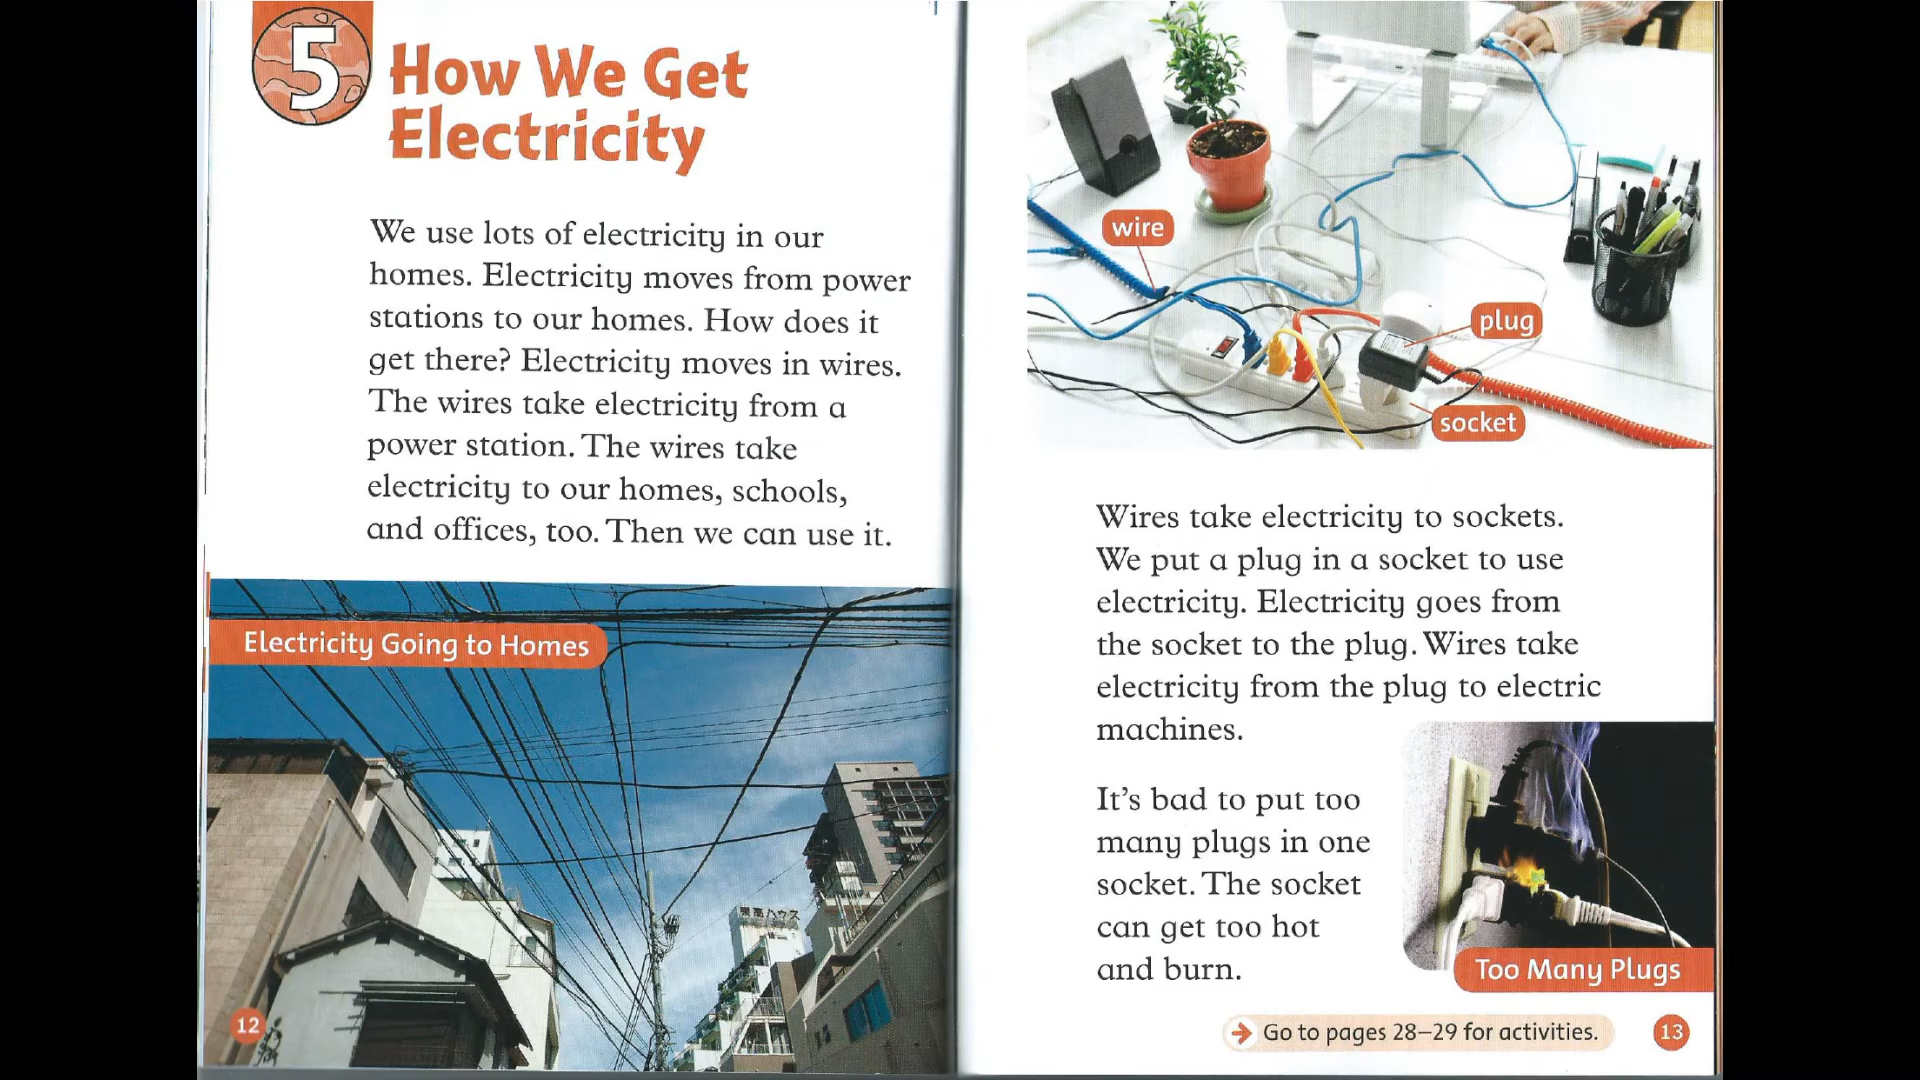 5
How We Get
Electricity
We use lots of electricity in our
homes. Electricity moves from power
stations to our homes. How does it
get there? Electricity moves in wires.
The wires take electricity from a
power station. The wires take
electricity to our homes, schools,
and offices, too. Then we can use it.
Electricity Going to Homes
12
wire
plug
socket
Wires take electricity to sockets.
We put a plug in a socket to use
electricity. Electricity goes from
the socket to the plug. Wires take
electricity from the plug to electric
machines.
It's bad to put too
many plugs in one
socket. The socket
can get too hot
and burn.
Too Many Plugs
Go to pages 28–29 for activities.
13